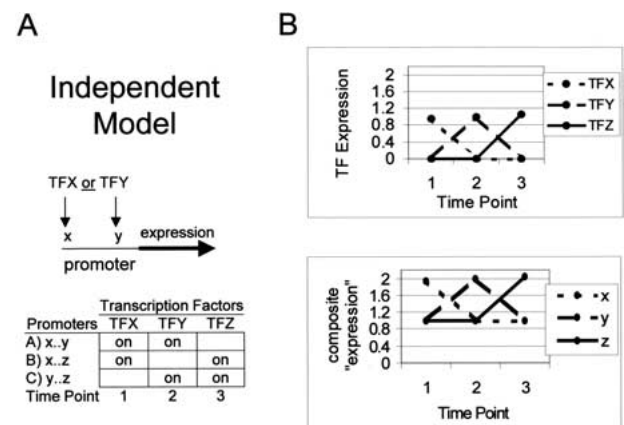 A
Independent
Model
TFX or TFY
x y expression
promoter
Transcription Factors
Promoters TFX TFY TFZ
A) x..y on on
B) x..z on on
C) y..z on on
Time Point 1 2 3
B
TF Expression
2
1.6
1.2
0.8
0.4
0
1 2 3
Time Point
TFX
TFY
TFZ
composite
"expression"
2
1.6
1.2
0.8
0.4
0
1 2 3
Time Point
x
y
z